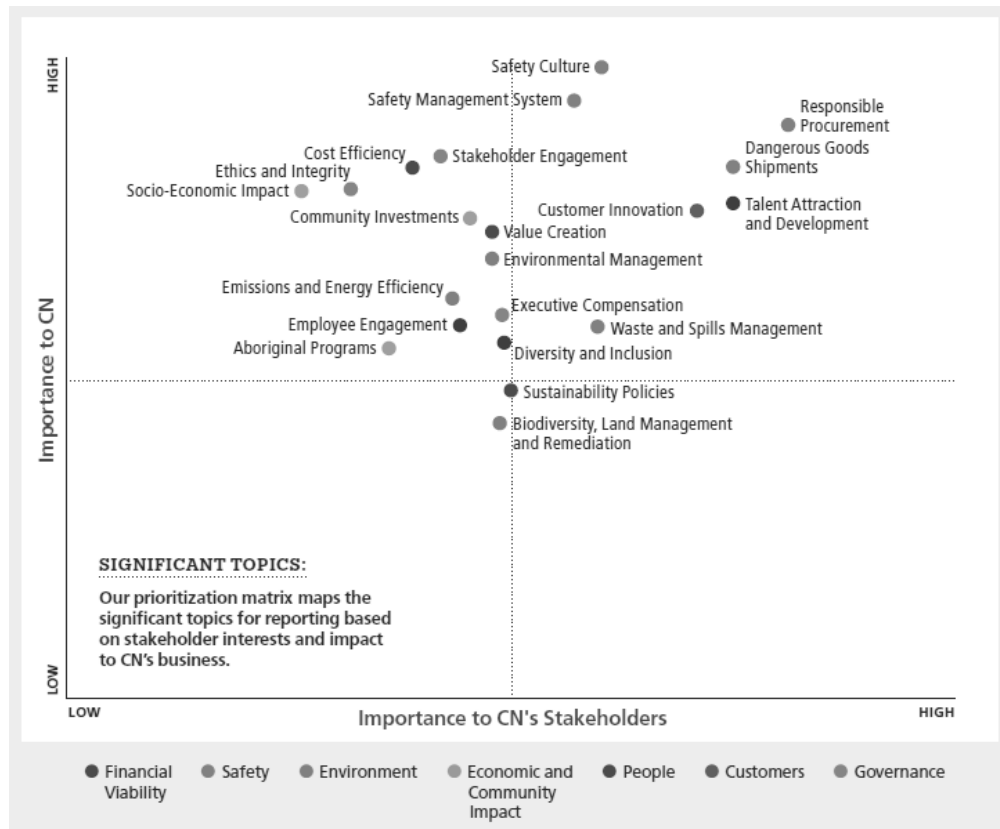 HIGH
Safety Culture
Safety Management System
Responsible
Procurement
Cost Efficiency
Stakeholder Engagement
Dangerous Goods
Shipments
Ethics and Integrity
Socio-Economic Impact
Community Investments
Customer Innovation
Talent Attraction
and Development
Value Creation
Environmental Management
Emissions and Energy Efficiency
Executive Compensation
Employee Engagement
Waste and Spills Management
Aboriginal Programs
Diversity and Inclusion
Importance to CN
Sustainability Policies
Biodiversity, Land Management
and Remediation
SIGNIFICANT TOPICS:
Our prioritization matrix maps the
significant topics for reporting based
on stakeholder interests and impact
to CN's business.
LOW
LOW
Importance to CN's Stakeholders
HIGH
Financial
Viability
Safety
Environment
Economic and
Community
Impact
People
Customers
Governance